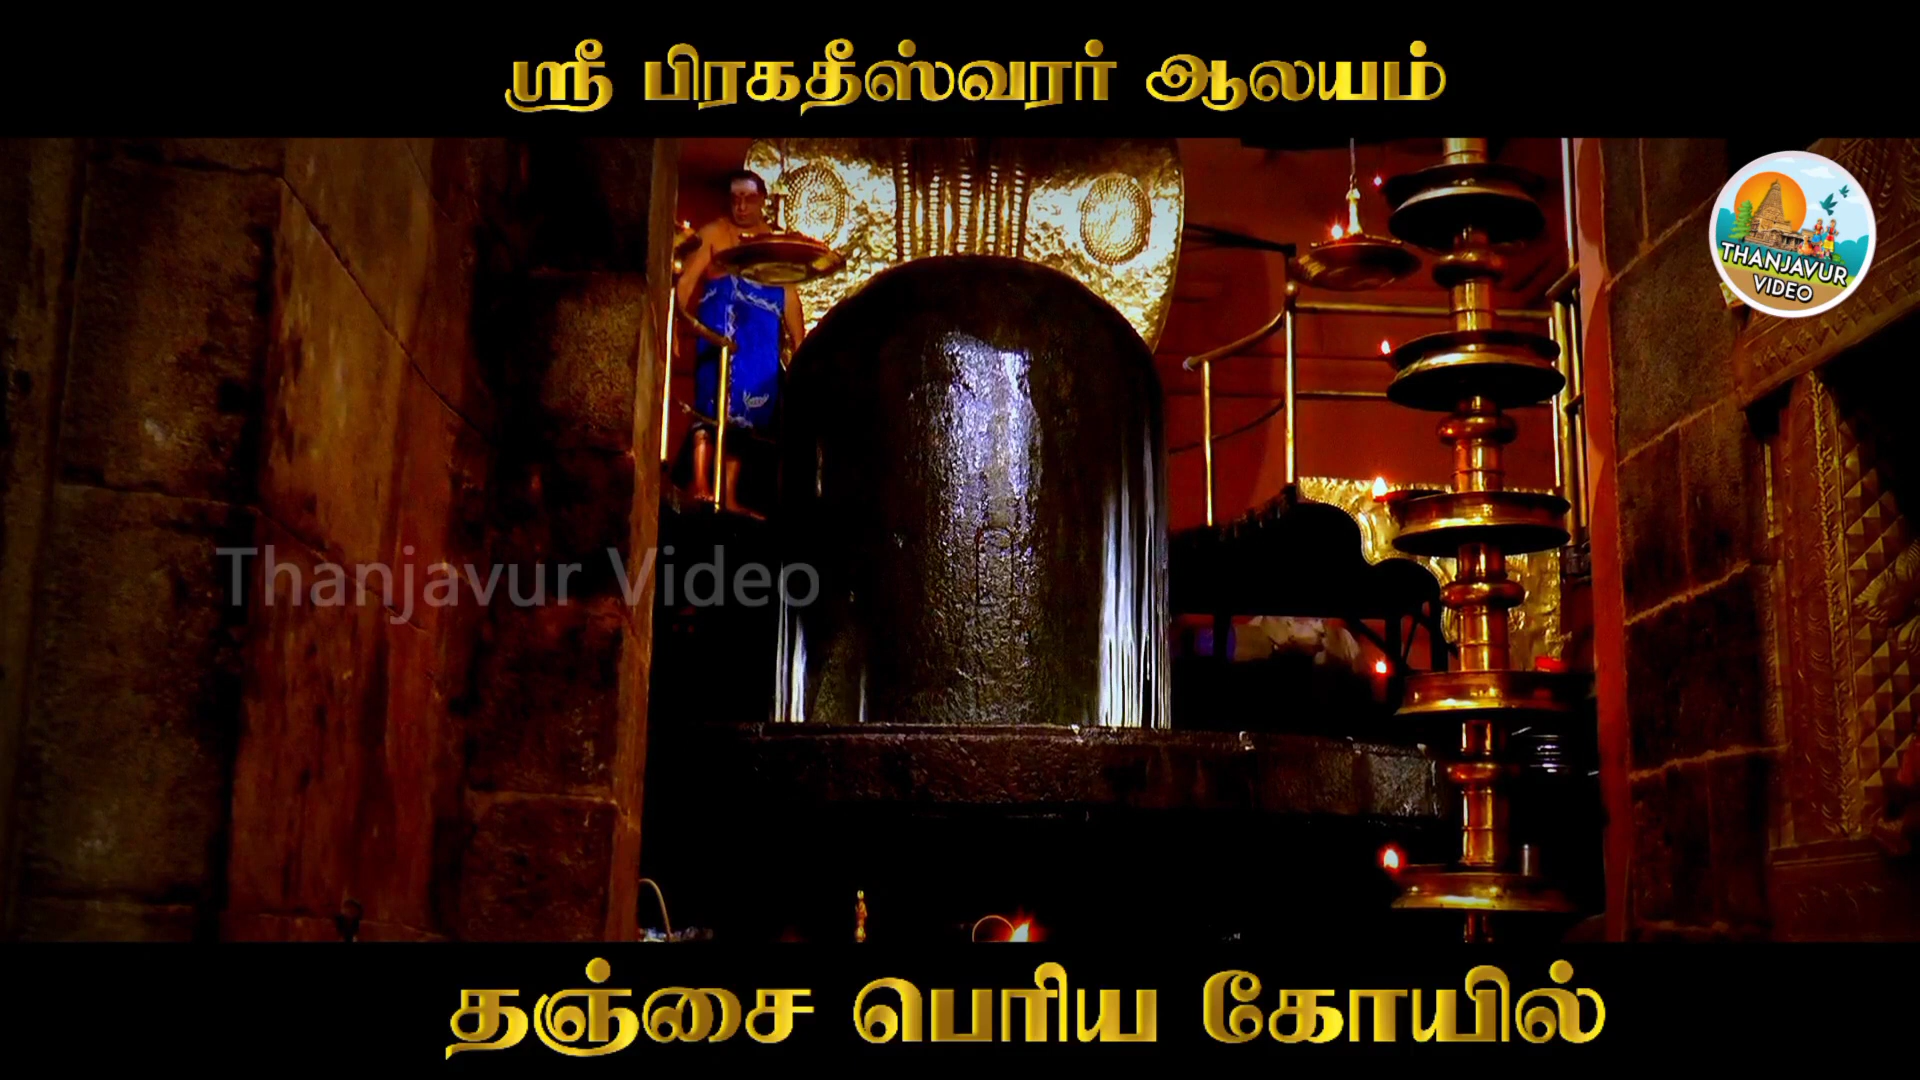 ஸ்ரீ பிரகதீஸ்வரர் ஆலயம்
THANJAVUR
VIDEO
Thanjavur Video
தஞ்சை பெரிய கோயில்